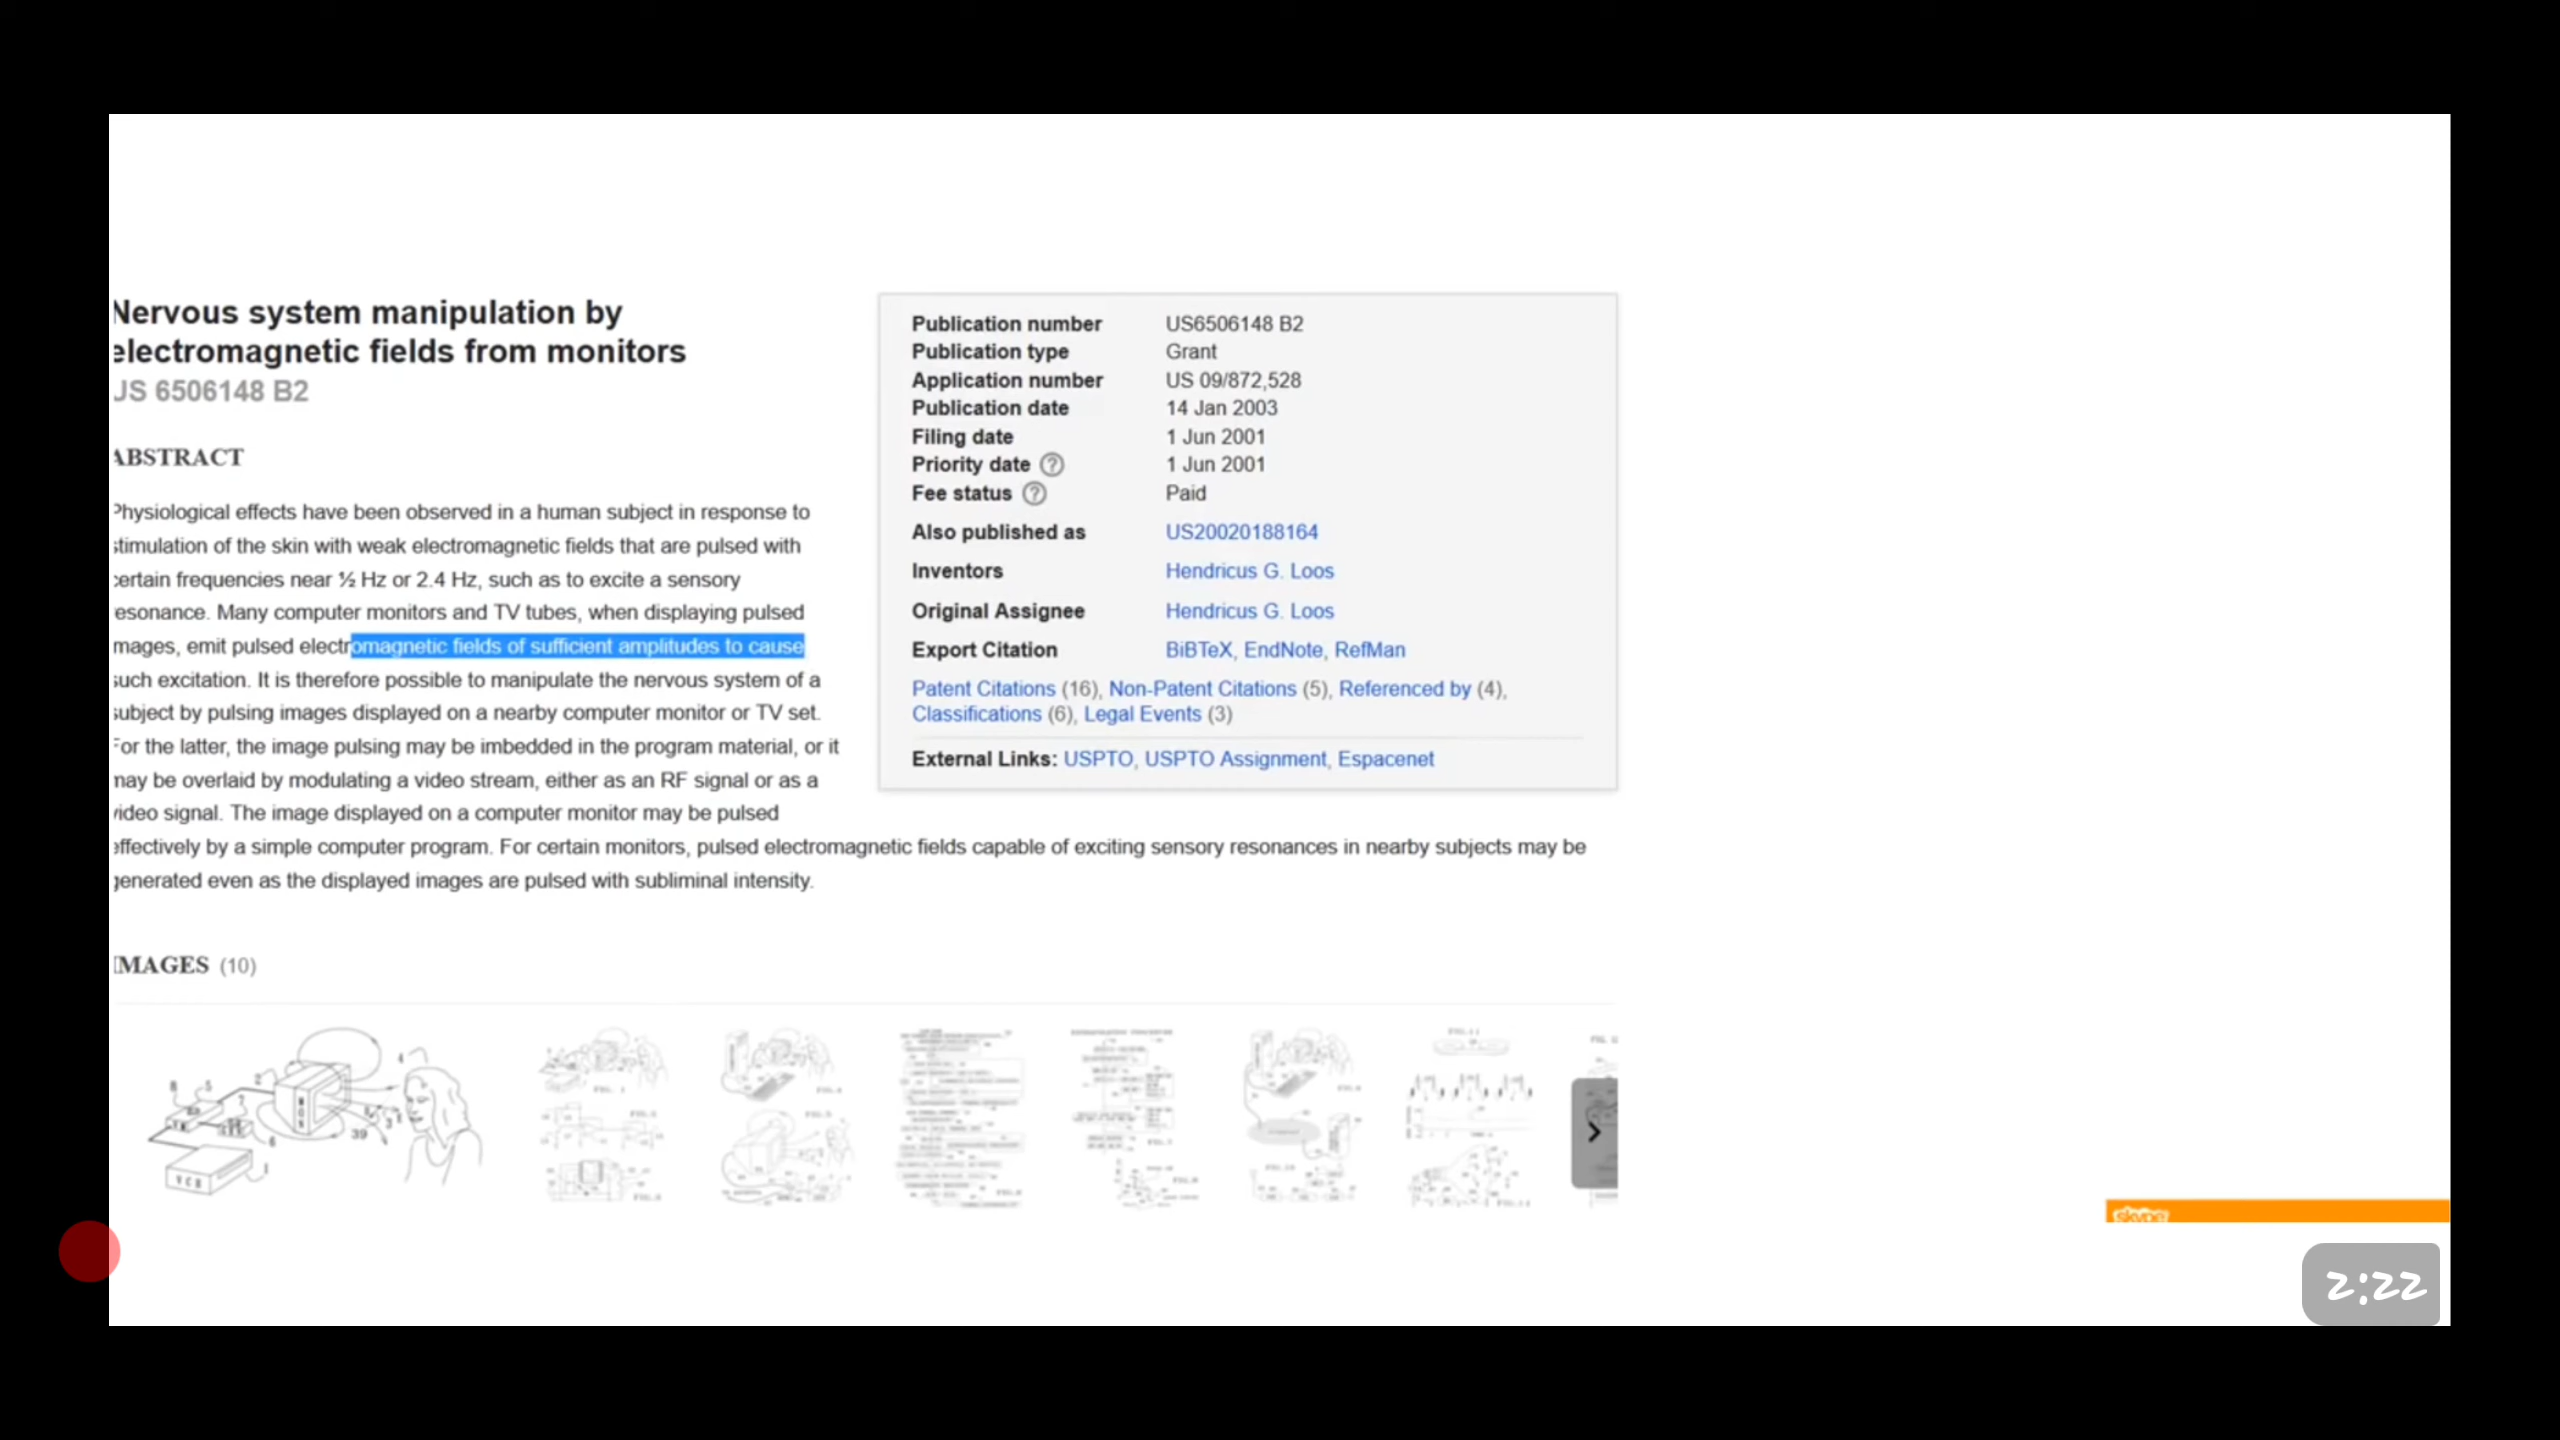 Nervous system manipulation by
electromagnetic fields from monitors
US 6506148 B2
ABSTRACT
Physiological effects have been observed in a human subject in response to
stimulation of the skin with weak electromagnetic fields that are pulsed with
certain frequencies near ½ Hz or 2.4 Hz, such as to excite a sensory
resonance. Many computer monitors and TV tubes, when displaying pulsed
images, emit pulsed electromagnetic fields of sufficient amplitudes to cause
such excitation. It is therefore possible to manipulate the nervous system of a
subject by pulsing images displayed on a nearby computer monitor or TV set.
For the latter, the image pulsing may be imbedded in the program material, or it
may be overlaid by modulating a video stream, either as an RF signal or as a
video signal. The image displayed on a computer monitor may be pulsed
effectively by a simple computer program. For certain monitors, pulsed electromagnetic fields capable of exciting sensory resonances in nearby subjects may be
generated even as the displayed images are pulsed with subliminal intensity.
Publication number US6506148 B2
Publication type Grant
Application number US 09/872,528
Publication date 14 Jan 2003
Filing date 1 Jun 2001
Priority date ? 1 Jun 2001
Fee status ? Paid
Also published as US20020188164
Inventors Hendricus G. Loos
Original Assignee Hendricus G. Loos
Export Citation BiBTeX, EndNote, RefMan
Patent Citations (16), Non-Patent Citations (5), Referenced by (4),
Classifications (6), Legal Events (3)
External Links: USPTO, USPTO Assignment, Espacenet
IMAGES (10)
VCR
skype
2:22